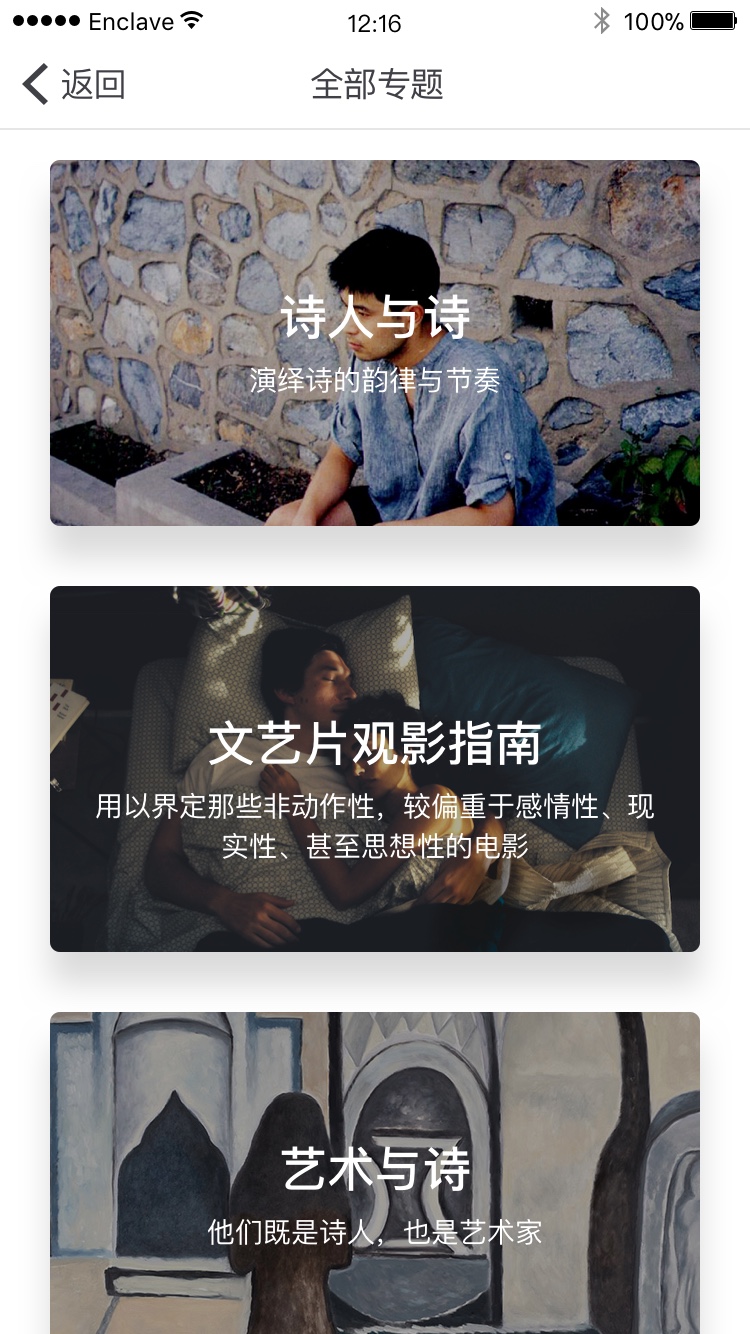 Enclave
12:16
100%
返回
全部专题
诗人与诗
演绎诗的韵律与节奏
文艺片观影指南
用以界定那些非动作性，较偏重于感情性、现
实性、甚至思想性的电影
艺术与诗
他们既是诗人，也是艺术家